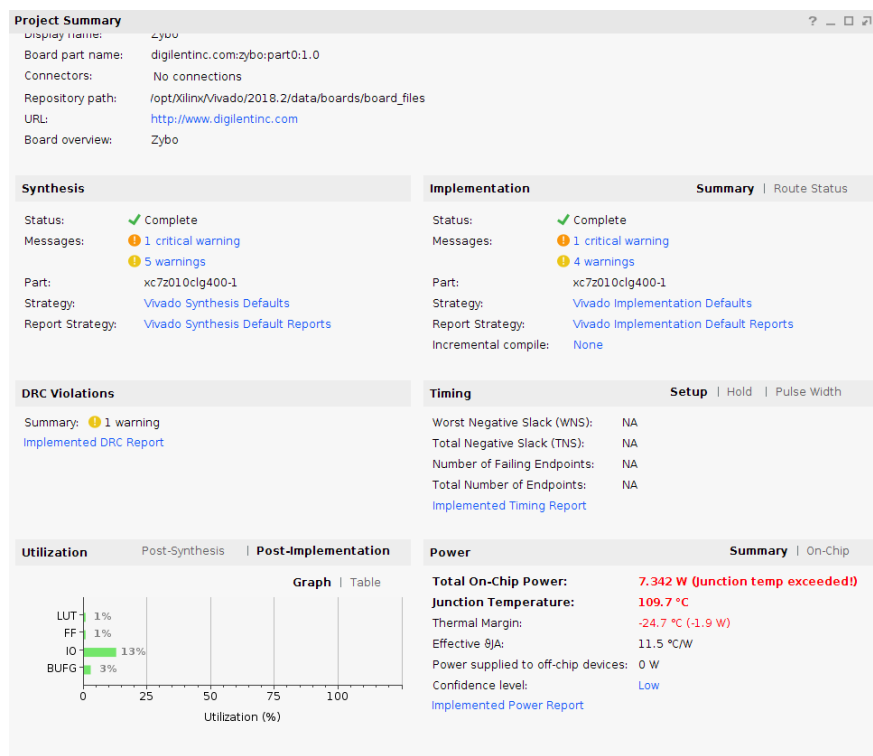 Project Summary
Display name: Zybo
Board part name: digilentinc.com:zybo:part0:1.0
Connectors: No connections
Repository path: /opt/Xilinx/Vivado/2018.2/data/boards/board_files
URL: http://www.digilentinc.com
Board overview: Zybo
Synthesis
Status: Complete
Messages: 1 critical warning
5 warnings
Part: xc7z010clg400-1
Strategy: Vivado Synthesis Defaults
Report Strategy: Vivado Synthesis Default Reports
Implementation Summary | Route Status
Status: Complete
Messages: 1 critical warning
4 warnings
Part: xc7z010clg400-1
Strategy: Vivado Implementation Defaults
Report Strategy: Vivado Implementation Default Reports
Incremental compile: None
DRC Violations
Summary: 1 warning
Implemented DRC Report
Timing Setup | Hold | Pulse Width
Worst Negative Slack (WNS): NA
Total Negative Slack (TNS): NA
Number of Failing Endpoints: NA
Total Number of Endpoints: NA
Implemented Timing Report
Utilization Post-Synthesis | Post-Implementation
Graph | Table
LUT 1%
FF 1%
IO 13%
BUFG 3%
0 25 50 75 100
Utilization (%)
Power Summary | On-Chip
Total On-Chip Power: 7.342 W (Junction temp exceeded!)
Junction Temperature: 109.7 °C
Thermal Margin: -24.7 °C (-1.9 W)
Effective ϑJA: 11.5 °C/W
Power supplied to off-chip devices: 0 W
Confidence level: Low
Implemented Power Report